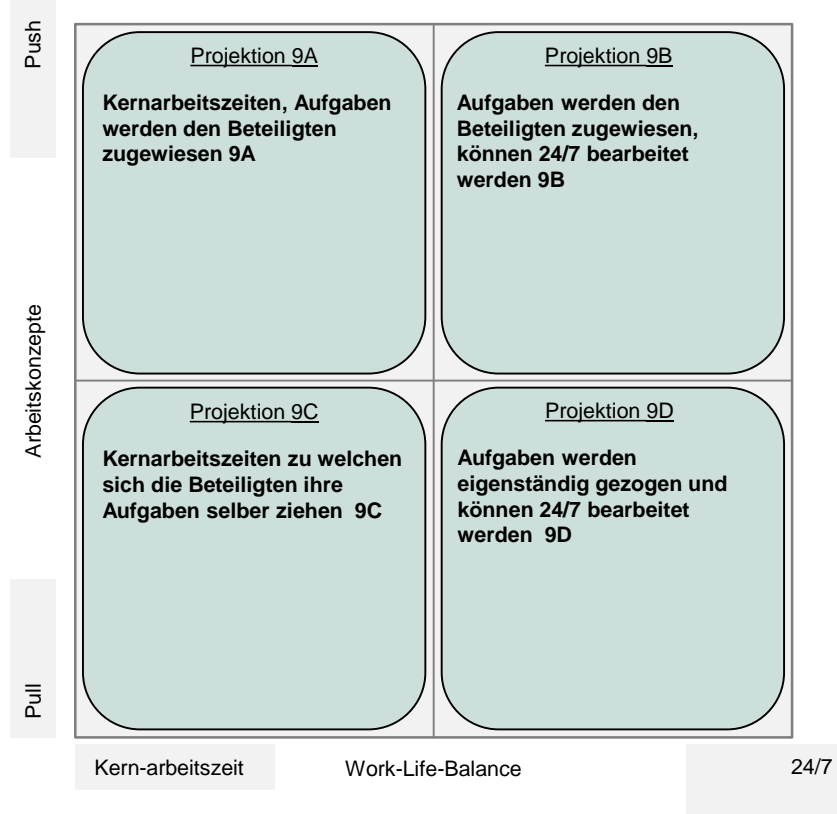 Push
Projektion 9A
Kernarbeitszeiten, Aufgaben
werden den Beteiligten
zugewiesen 9A
Projektion 9B
Aufgaben werden den
Beteiligten zugewiesen,
können 24/7 bearbeitet
werden 9B
Arbeitskonzepte
Projektion 9C
Kernarbeitszeiten zu welchen
sich die Beteiligten ihre
Aufgaben selber ziehen  9C
Projektion 9D
Aufgaben werden
eigenständig gezogen und
können 24/7 bearbeitet
werden  9D
Pull
Kern-arbeitszeit
Work-Life-Balance
24/7